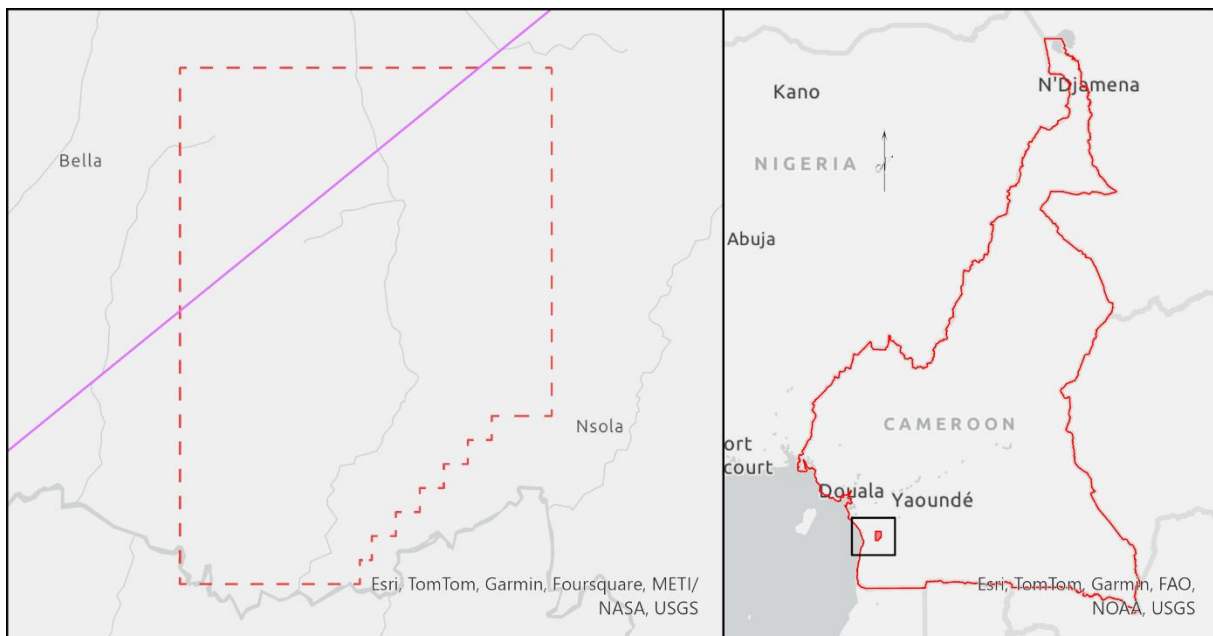 Bella
Nsola
Esri, TomTom, Garmin, Foursquare, METI/
NASA, USGS
Kano
N'Djamena
NIGERIA
N
Abuja
CAMEROON
ort
court
Douala
Yaoundé
Esri, TomTom, Garmin, FAO,
NOAA, USGS